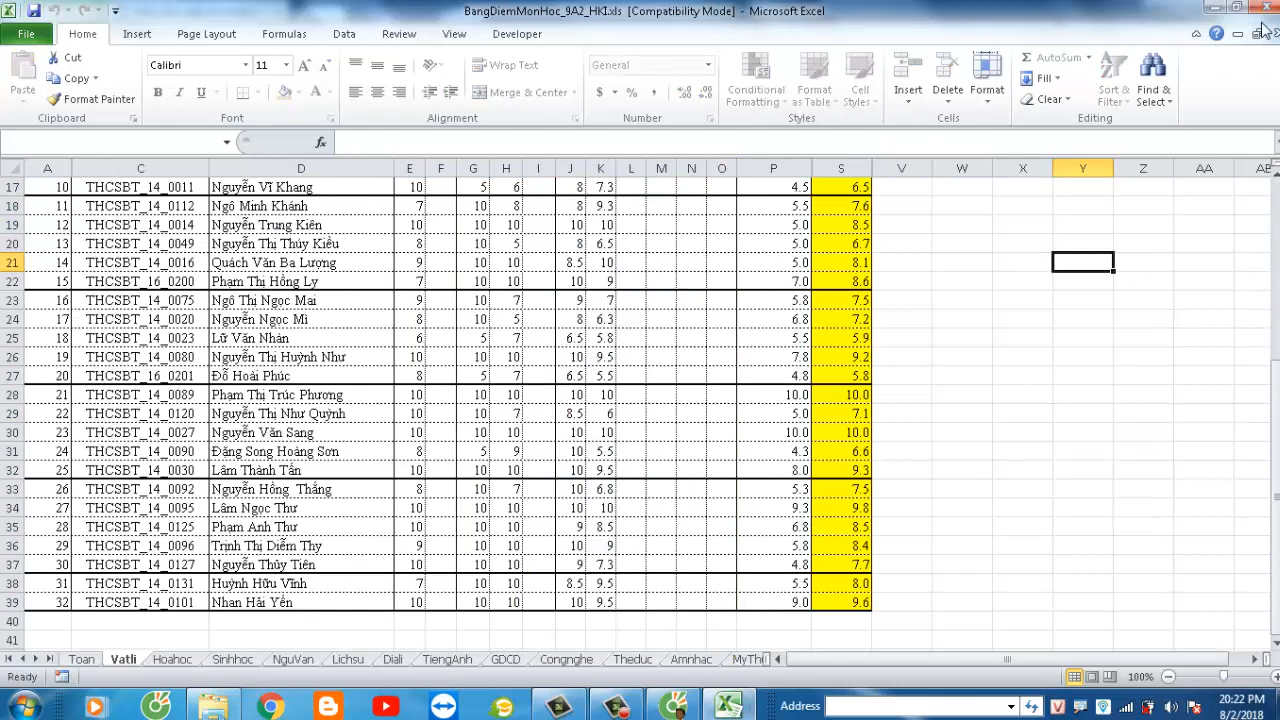 BangDiemMonHoc_9A2_HKI.xls [Compatibility Mode] - Microsoft Excel
File Home Insert Page Layout Formulas Data Review View Developer
Cut
Copy
Format Painter
Paste
Clipboard
Calibri 11
B I U
Font
Wrap Text
Merge & Center
Alignment
General
$ % ,
Number
Conditional Formatting
Format as Table
Cell Styles
Styles
Insert Delete Format
Cells
AutoSum
Fill
Clear
Sort & Filter
Find & Select
Editing
fx
A C D E F G H I J K L M N O P S V W X Y Z AA AB
17 10 THCSBT_14_0011 Nguyễn Vĩ Khang 10 5 6 8 7.3 4.5 6.5
18 11 THCSBT_14_0112 Ngô Minh Khánh 7 10 8 8 9.3 5.5 7.6
19 12 THCSBT_14_0014 Nguyễn Trung Kiên 10 10 10 10 10 5.0 8.5
20 13 THCSBT_14_0049 Nguyễn Thị Thúy Kiều 8 10 5 8 6.5 5.0 6.7
21 14 THCSBT_14_0016 Quách Văn Ba Lượng 9 10 10 8.5 10 5.0 8.1
22 15 THCSBT_16_0200 Phạm Thị Hồng Ly 7 10 10 10 9 7.0 8.6
23 16 THCSBT_14_0075 Ngô Thị Ngọc Mai 9 10 7 9 7 5.8 7.5
24 17 THCSBT_14_0020 Nguyễn Ngọc Mi 8 10 5 8 6.3 6.8 7.2
25 18 THCSBT_14_0023 Lữ Văn Nhàn 6 5 7 6.5 5.8 5.5 5.9
26 19 THCSBT_14_0080 Nguyễn Thị Huỳnh Như 10 10 10 10 9.5 7.8 9.2
27 20 THCSBT_16_0201 Đỗ Hoài Phúc 8 5 7 6.5 5.5 4.8 5.8
28 21 THCSBT_14_0089 Phạm Thị Trúc Phương 10 10 10 10 10 10.0 10.0
29 22 THCSBT_14_0120 Nguyễn Thị Như Quỳnh 10 10 7 8.5 6 5.0 7.1
30 23 THCSBT_14_0027 Nguyễn Văn Sang 10 10 10 10 10 10.0 10.0
31 24 THCSBT_14_0090 Đặng Song Hoàng Sơn 8 5 9 10 5.5 4.3 6.6
32 25 THCSBT_14_0030 Lâm Thành Tấn 10 10 10 10 9.5 8.0 9.3
33 26 THCSBT_14_0092 Nguyễn Hồng Thắng 8 10 7 10 6.8 5.3 7.5
34 27 THCSBT_14_0095 Lâm Ngọc Thư 10 10 10 10 10 9.3 9.8
35 28 THCSBT_14_0125 Phạm Anh Thư 10 10 10 9 8.5 6.8 8.5
36 29 THCSBT_14_0096 Trịnh Thị Diễm Thy 9 10 10 10 9 5.8 8.4
37 30 THCSBT_14_0127 Nguyễn Thủy Tiên 10 10 10 9 7.3 4.8 7.7
38 31 THCSBT_14_0131 Huỳnh Hữu Vĩnh 7 10 10 8.5 9.5 5.5 8.0
39 32 THCSBT_14_0101 Nhan Hải Yến 10 10 10 10 9.5 9.0 9.6
40
41
Toan Vatli Hoahoc Sinhhoc NguVan Lichsu Diali TiengAnh GDCD Congnghe Theduc Amnhac MyTh
Ready 100%
Address 20:22 PM
8/2/2018